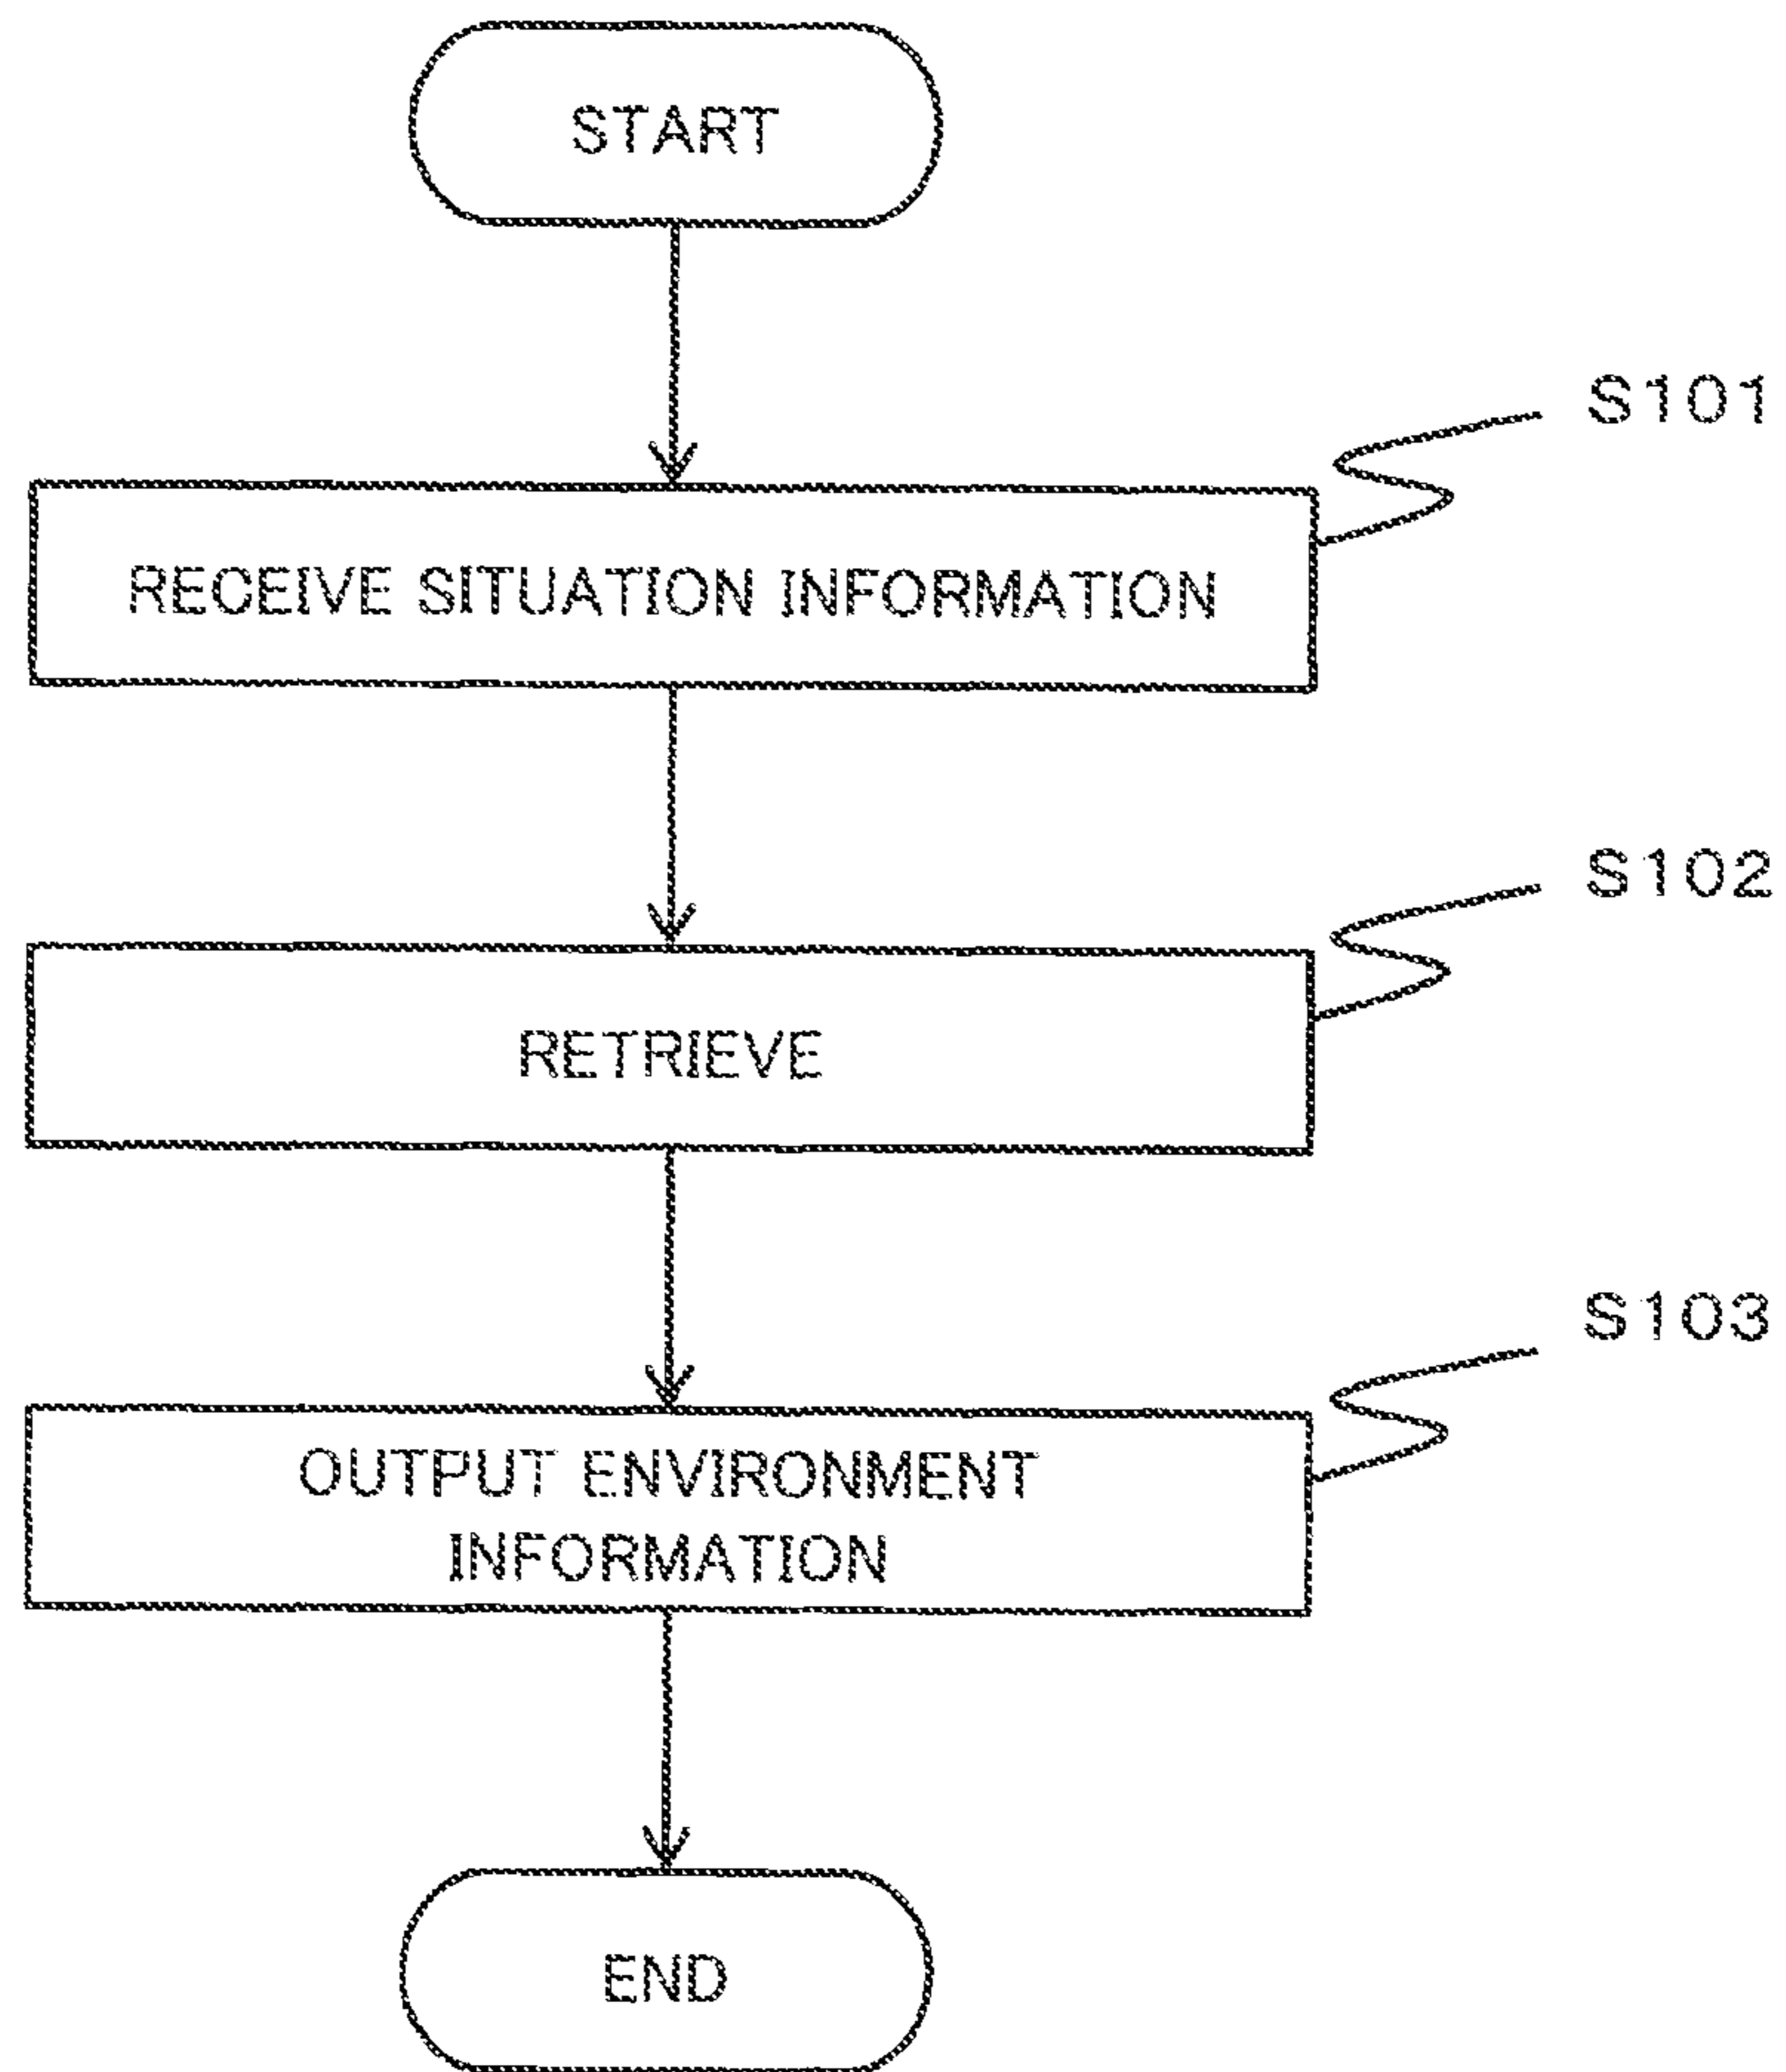 START
S101
RECEIVE SITUATION INFORMATION
S102
RETRIEVE
S103
OUTPUT ENVIRONMENT
INFORMATION
END